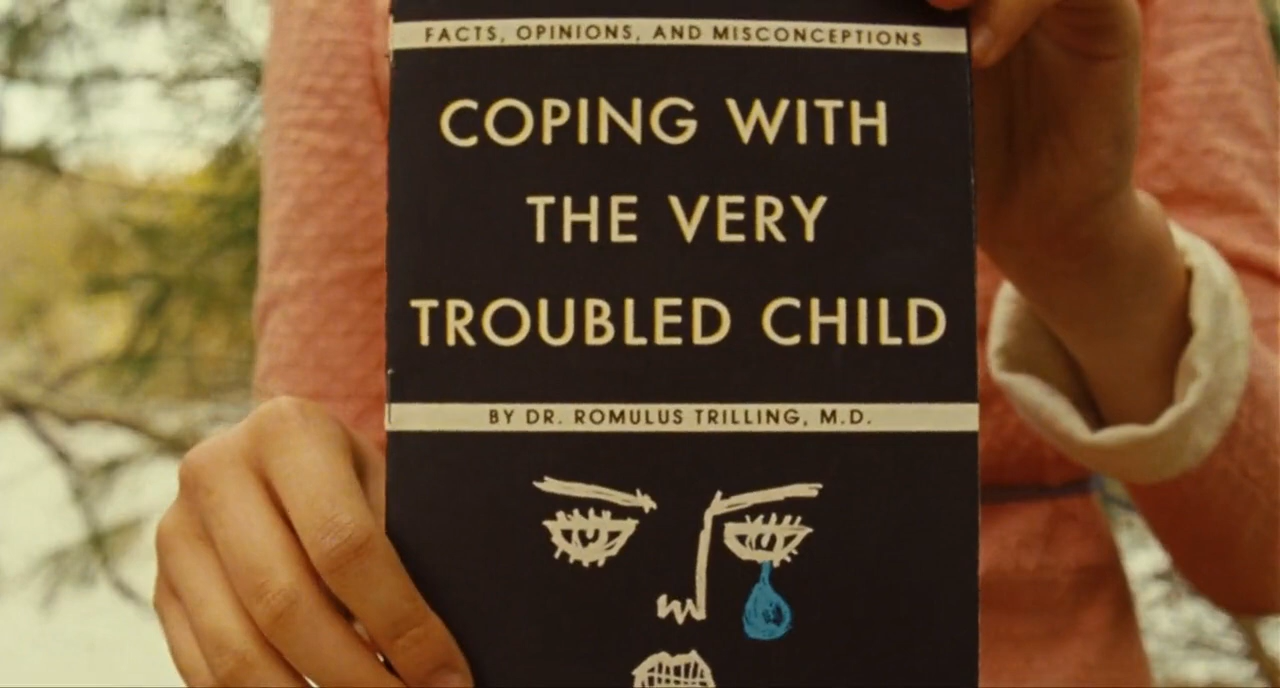 FACTS, OPINIONS, AND MISCONCEPTIONS
COPING WITH
THE VERY
TROUBLED CHILD
BY DR. ROMULUS TRILLING, M.D.